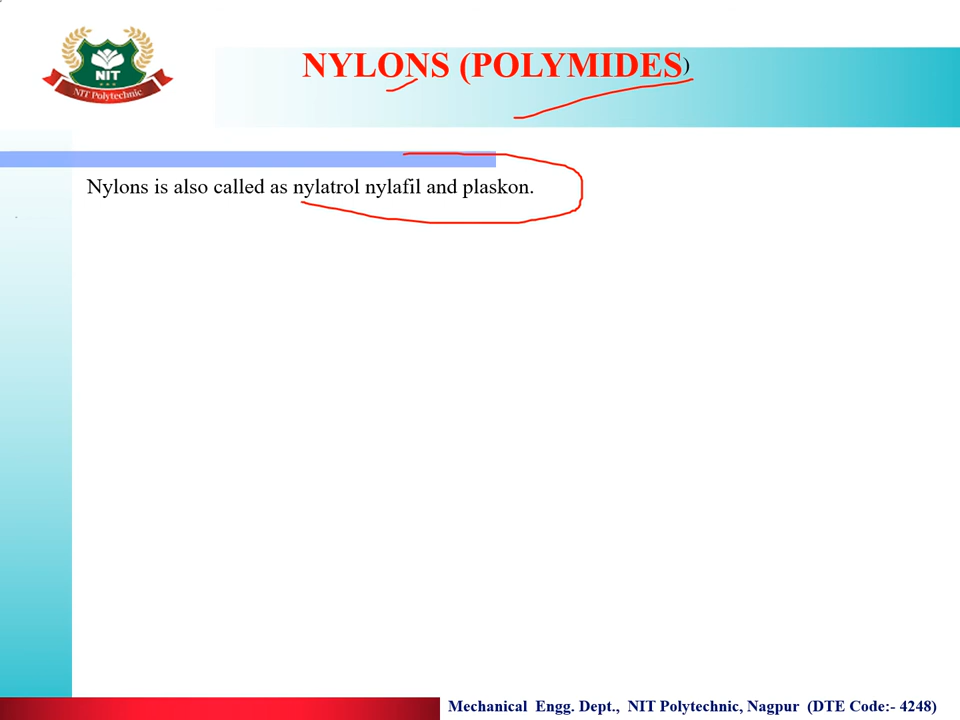 NIT
NIT Polytechnic
NYLONS (POLYMIDES)
Nylons is also called as nylatrol nylafil and plaskon.
Mechanical Engg. Dept., NIT Polytechnic, Nagpur (DTE Code:- 4248)